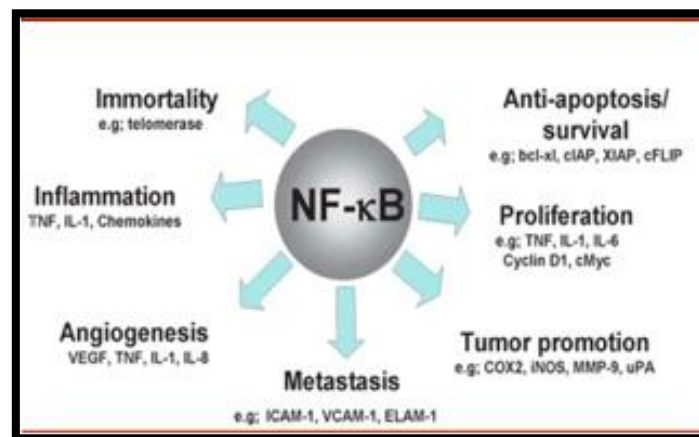 Immortality
e.g; telomerase
Inflammation
TNF, IL-1, Chemokines
Angiogenesis
VEGF, TNF, IL-1, IL-8
NF-κB
Metastasis
e.g; ICAM-1, VCAM-1, ELAM-1
Anti-apoptosis/
survival
e.g; bcl-xl, cIAP, XIAP, cFLIP
Proliferation
e.g; TNF, IL-1, IL-6
Cyclin D1, cMyc
Tumor promotion
e.g; COX2, iNOS, MMP-9, uPA